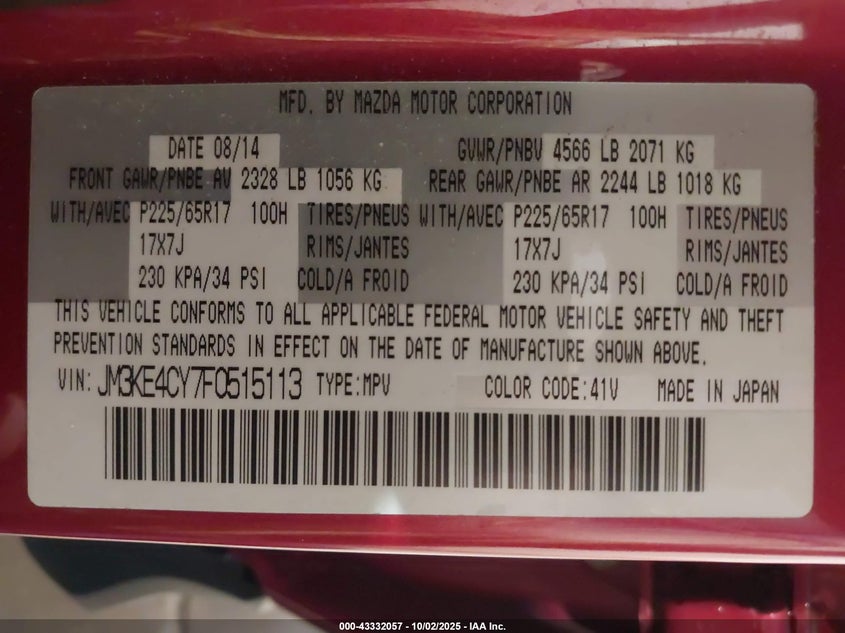 MFD. BY MAZDA MOTOR CORPORATION
DATE 08/14 GVWR/PNBV 4566 LB 2071 KG
FRONT GAWR/PNBE AV 2328 LB 1056 KG REAR GAWR/PNBE AR 2244 LB 1018 KG
WITH/AVEC P225/65R17 100H TIRES/PNEUS WITH/AVEC P225/65R17 100H TIRES/PNEUS
17X7J RIMS/JANTES 17X7J RIMS/JANTES
230 KPA/34 PSI COLD/A FROID 230 KPA/34 PSI COLD/A FROID
THIS VEHICLE CONFORMS TO ALL APPLICABLE FEDERAL MOTOR VEHICLE SAFETY AND THEFT
PREVENTION STANDARDS IN EFFECT ON THE DATE OF MANUFACTURE SHOWN ABOVE.
VIN: JM3KE4CY7F0515113 TYPE:MPV COLOR CODE:41V MADE IN JAPAN
000-43332057 - 10/02/2025 - IAA Inc.